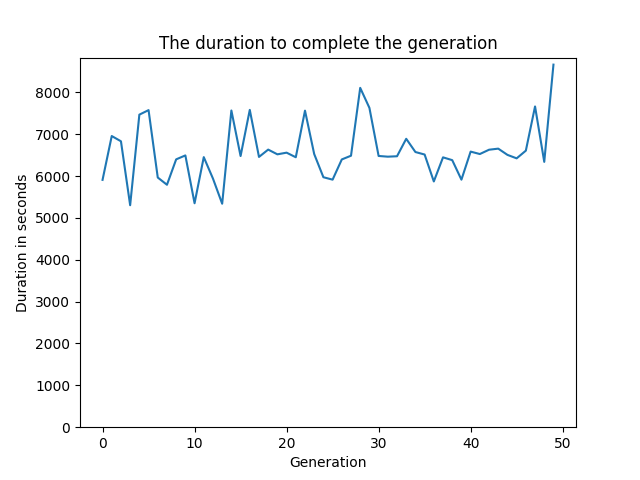 The duration to complete the generation
8000
7000
6000
5000
4000
3000
2000
1000
0
Duration in seconds
0 10 20 30 40 50
Generation